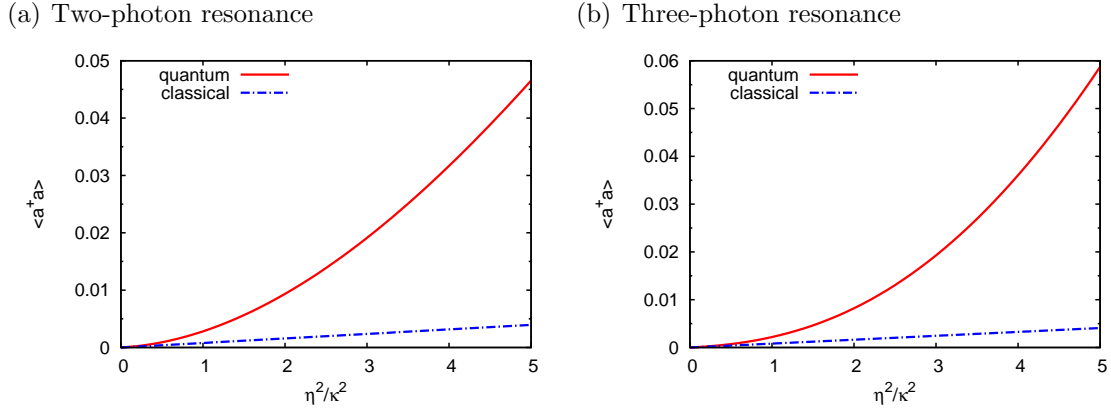 (a) Two-photon resonance
0.05
0.04
0.03
0.02
0.01
0
0 1 2 3 4 5
<a⁺a>
η²/κ²
quantum
classical
(b) Three-photon resonance
0.06
0.05
0.04
0.03
0.02
0.01
0
0 1 2 3 4 5
<a⁺a>
η²/κ²
quantum
classical